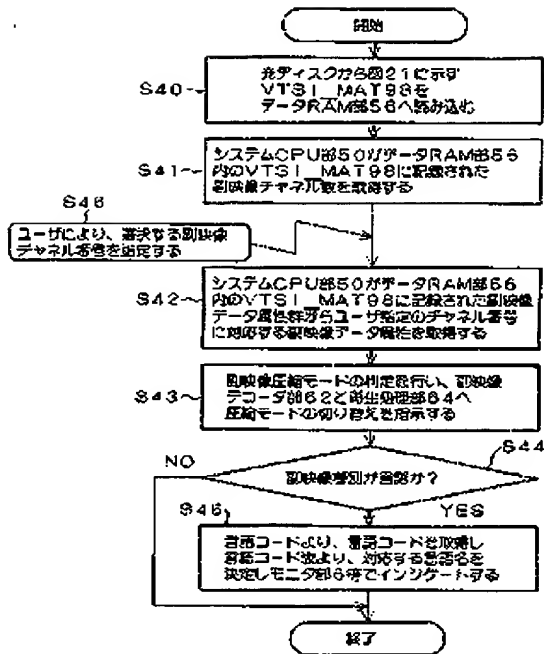 開始
S40
光ディスクから図21に示す
VTSI_MAT98を
データRAM部56へ読み込む
S41
システムCPU部50がデータRAM部56
内のVTSI_MAT98に記録された
副映像チャネル数を取得する
S46
ユーザにより、選択する副映像
チャネル番号を指定する
S42
システムCPU部50がデータRAM部56
内のVTSI_MAT98に記録された副映像
データ属性群からユーザ指定のチャネル番号
に対応する副映像データ属性を取得する
S43
副映像圧縮モードの判定を行い、副映像
デコーダ部62と再生処理部64へ
圧縮モードの切り替えを指示する
S44
副映像種別が言語か?
NO
YES
S45
言語コードより、言語コードを取得し
言語コード表より、対応する言語名を
決定しモニタ部6等でインジケートする
終了